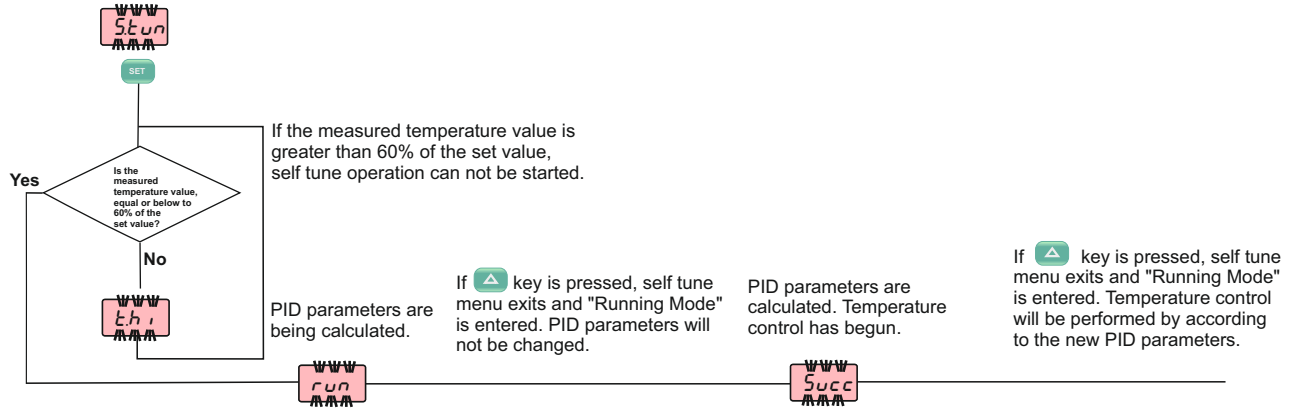 S.tun
SET
If the measured temperature value is
greater than 60% of the set value,
self tune operation can not be started.
Yes
Is the
measured
temperature value,
equal or below to
60% of the
set value?
No
t.hi
PID parameters are
being calculated.
If key is pressed, self tune
menu exits and "Running Mode"
is entered. PID parameters will
not be changed.
PID parameters are
calculated. Temperature
control has begun.
If key is pressed, self tune
menu exits and "Running Mode"
is entered. Temperature control
will be performed by according
to the new PID parameters.
run
Succ